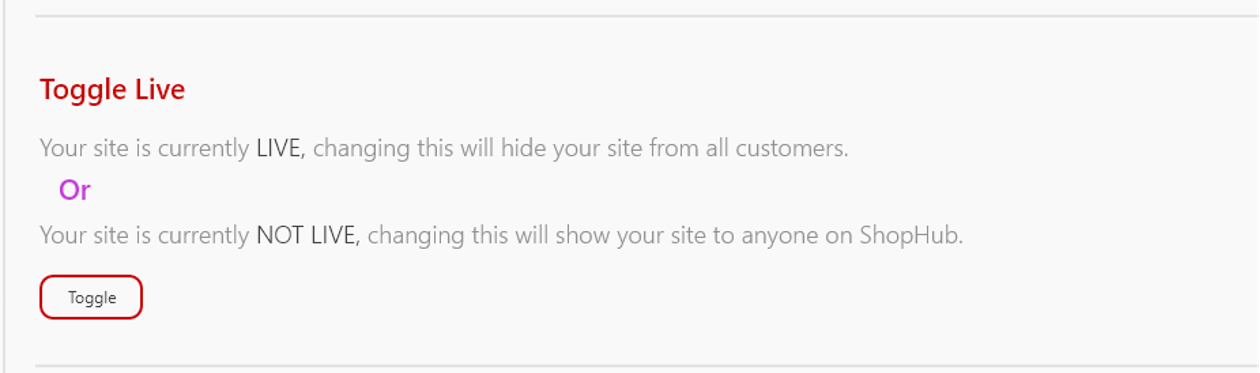 Toggle Live
Your site is currently LIVE, changing this will hide your site from all customers.
Or
Your site is currently NOT LIVE, changing this will show your site to anyone on ShopHub.
Toggle